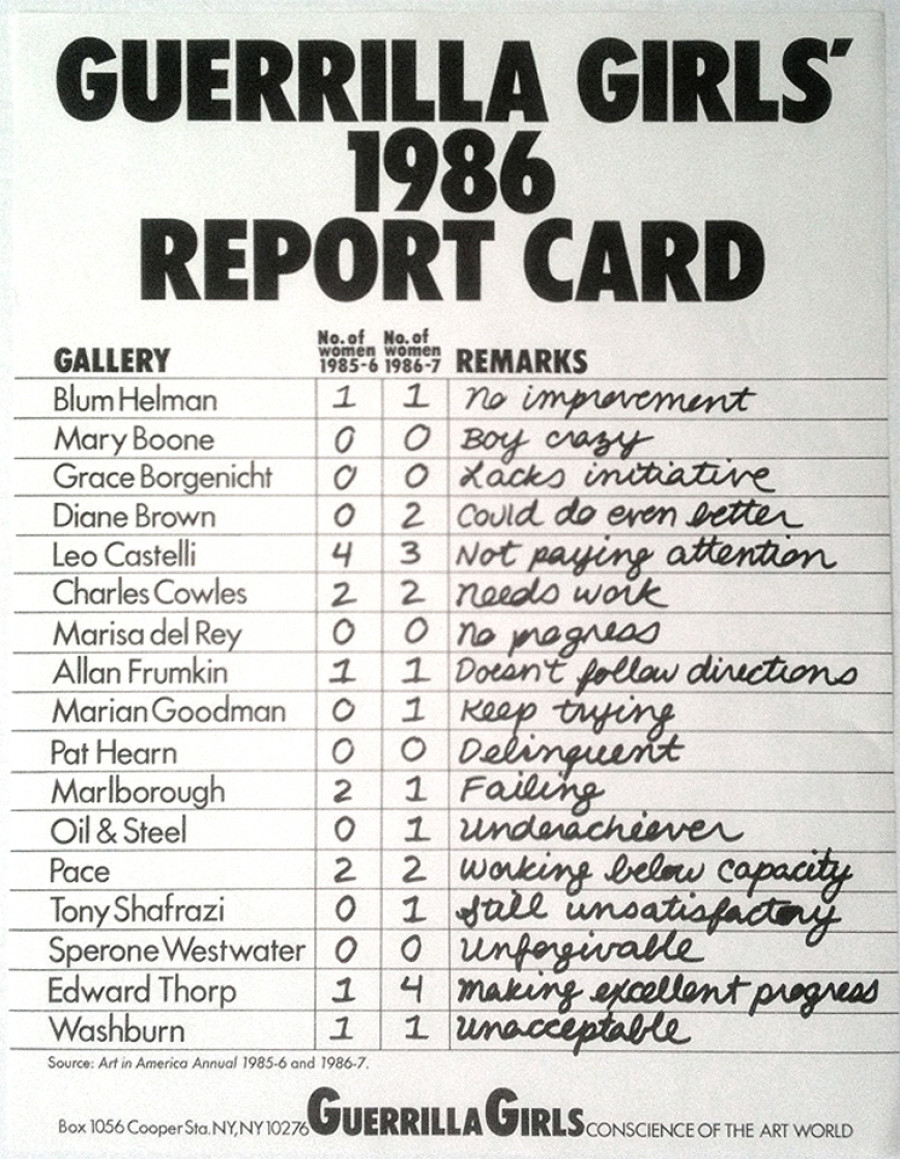 GUERRILLA GIRLS'
1986
REPORT CARD
GALLERY No. of women 1985-6 No. of women 1986-7 REMARKS
Blum Helman 1 1 no improvement
Mary Boone 0 0 Boy crazy
Grace Borgenicht 0 0 Lacks initiative
Diane Brown 0 2 Could do even better
Leo Castelli 4 3 Not paying attention
Charles Cowles 2 2 needs work
Marisa del Rey 0 0 no progress
Allan Frumkin 1 1 Doesn't follow directions
Marian Goodman 0 1 Keep trying
Pat Hearn 0 0 Delinquent
Marlborough 2 1 Failing
Oil & Steel 0 1 Underachiever
Pace 2 2 Working below capacity
Tony Shafrazi 0 1 Still unsatisfactory
Sperone Westwater 0 0 Unforgivable
Edward Thorp 1 4 making excellent progress
Washburn 1 1 Unacceptable
Source: Art in America Annual 1985-6 and 1986-7.
Box 1056 Cooper Sta. NY, NY 10276 GUERRILLA GIRLS CONSCIENCE OF THE ART WORLD